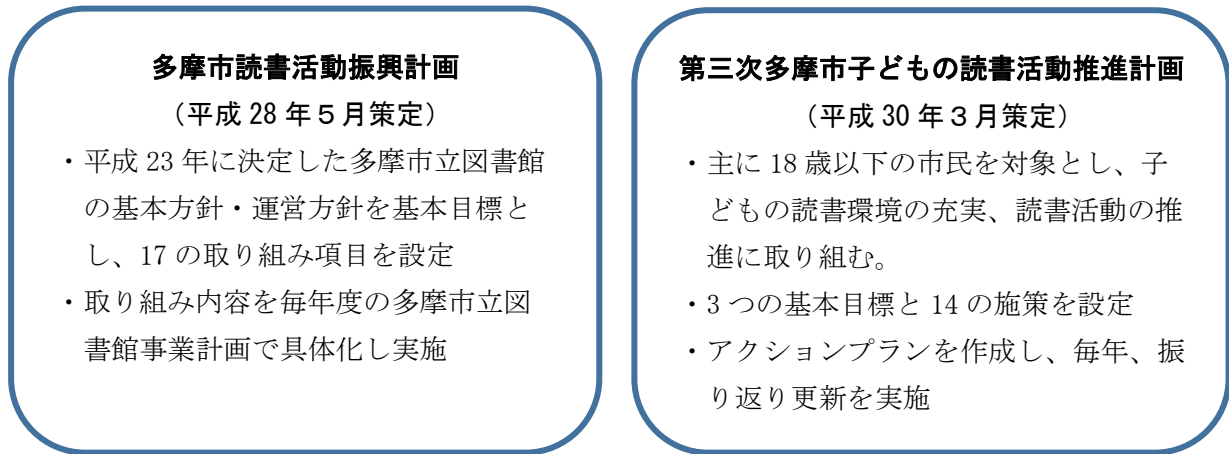 多摩市読書活動振興計画
（平成 28 年５月策定）
・平成 23 年に決定した多摩市立図書館
の基本方針・運営方針を基本目標と
し、17 の取り組み項目を設定
・取り組み内容を毎年度の多摩市立図
書館事業計画で具体化し実施
第三次多摩市子どもの読書活動推進計画
（平成 30 年３月策定）
・主に 18 歳以下の市民を対象とし、子
どもの読書環境の充実、読書活動の推
進に取り組む。
・3 つの基本目標と 14 の施策を設定
・アクションプランを作成し、毎年、振
り返り更新を実施